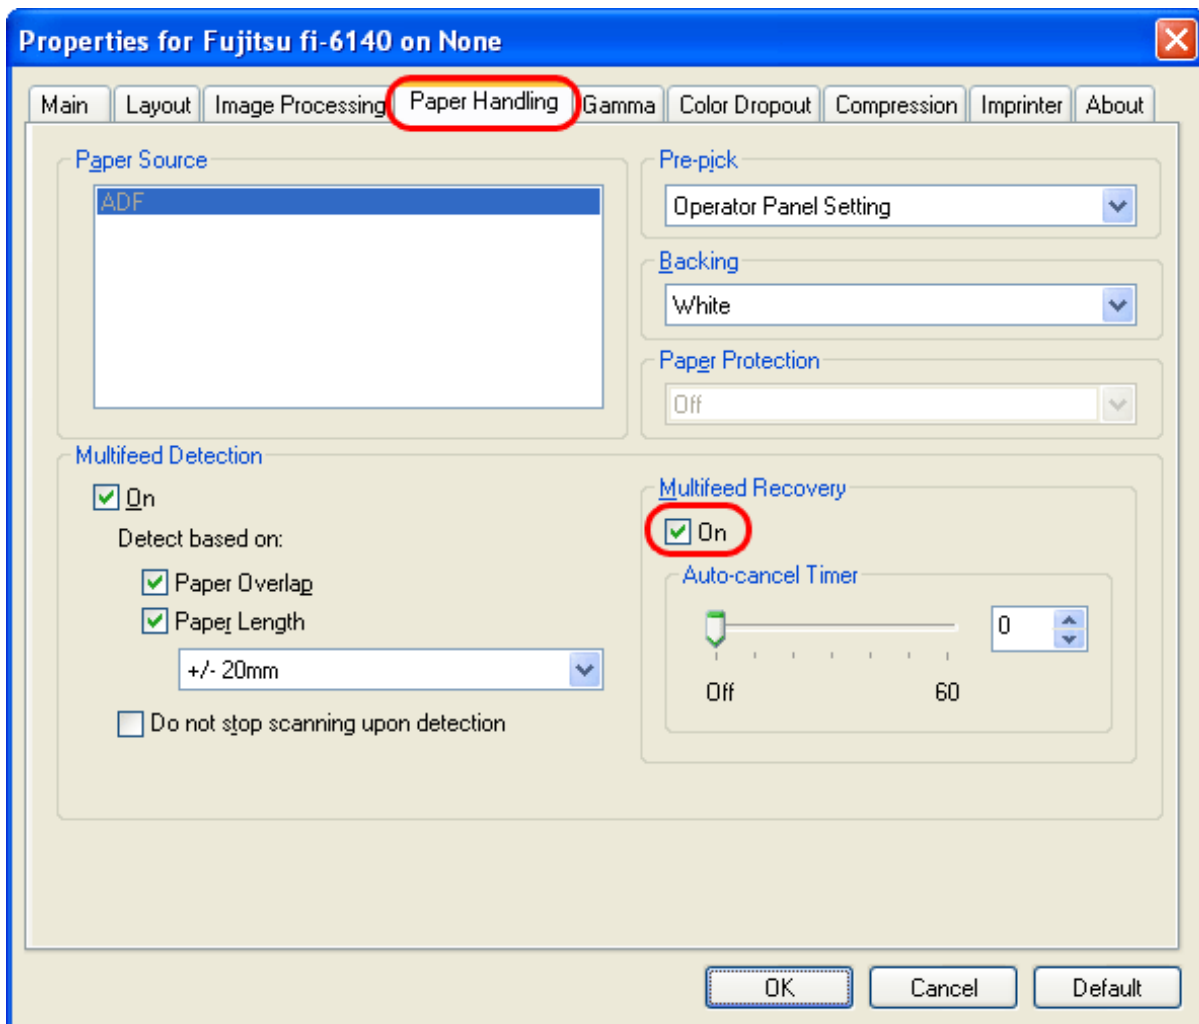 Properties for Fujitsu fi-6140 on None
Main Layout Image Processing Paper Handling Gamma Color Dropout Compression Imprinter About
Paper Source
ADF
Pre-pick
Operator Panel Setting
Backing
White
Paper Protection
Off
Multifeed Detection
On
Detect based on:
Paper Overlap
Paper Length
+/- 20mm
Do not stop scanning upon detection
Multifeed Recovery
On
Auto-cancel Timer
0
Off 60
OK Cancel Default